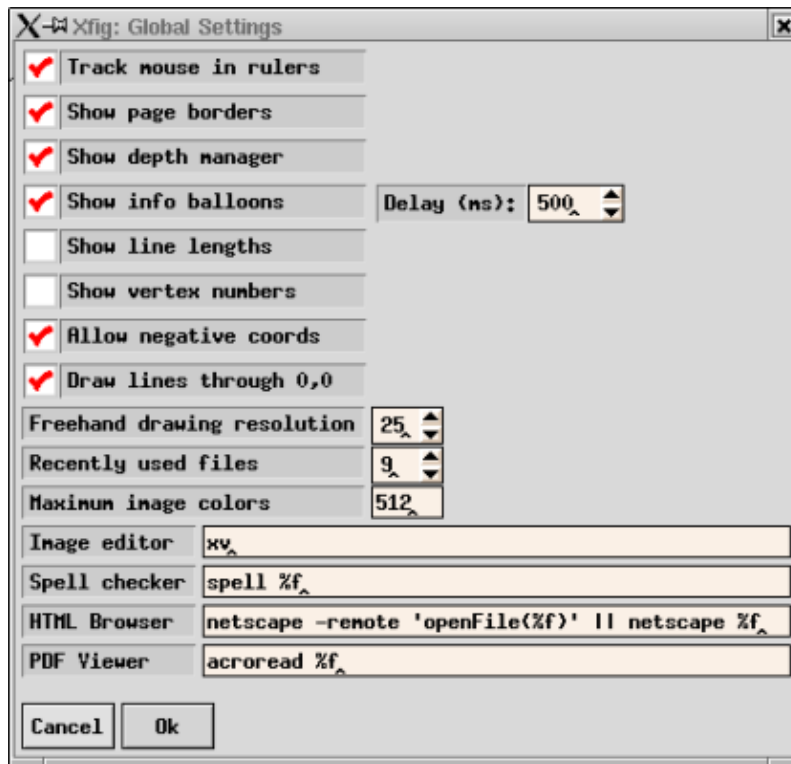 Xfig: Global Settings
Track mouse in rulers
Show page borders
Show depth manager
Show info balloons Delay (ms): 500
Show line lengths
Show vertex numbers
Allow negative coords
Draw lines through 0,0
Freehand drawing resolution 25
Recently used files 9
Maximum image colors 512
Image editor xv
Spell checker spell %f
HTML Browser netscape -remote 'openFile(%f)' || netscape %f
PDF Viewer acroread %f
Cancel Ok